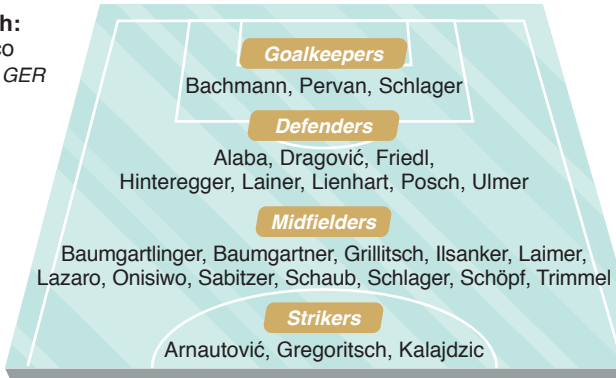 h:
co
GER
Goalkeepers
Bachmann, Pervan, Schlager
Defenders
Alaba, Dragović, Friedl,
Hinteregger, Lainer, Lienhart, Posch, Ulmer
Midfielders
Baumgartlinger, Baumgartner, Grillitsch, Ilsanker, Laimer,
Lazaro, Onisiwo, Sabitzer, Schaub, Schlager, Schöpf, Trimmel
Strikers
Arnautović, Gregoritsch, Kalajdzic